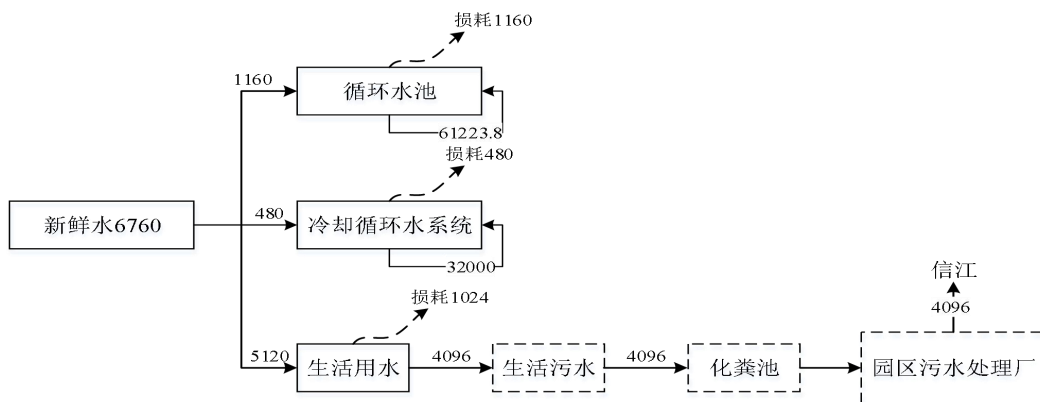 损耗1160
1160
循环水池
61223.8
损耗480
新鲜水6760
480
冷却循环水系统
32000
信江
损耗1024
4096
5120
生活用水
4096
生活污水
4096
化粪池
园区污水处理厂